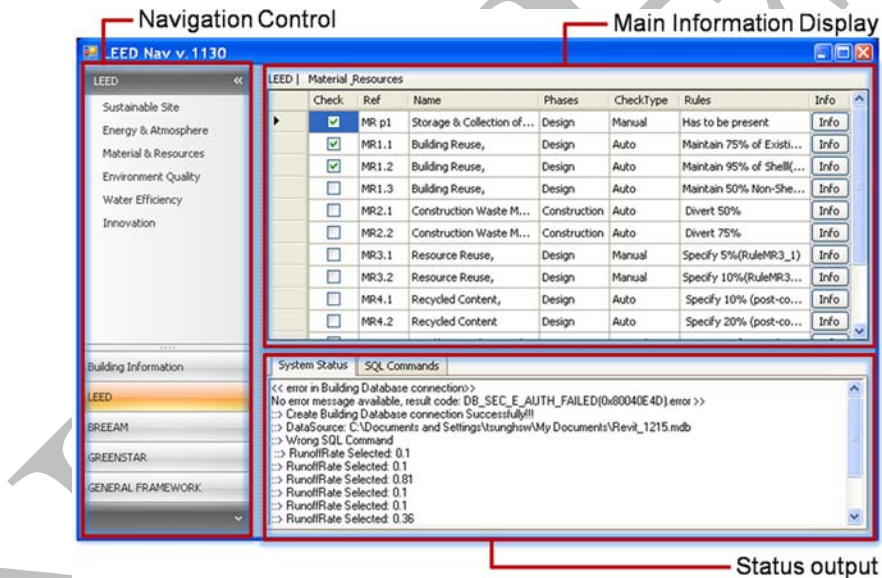 Navigation Control
Main Information Display
LEED Nav v. 1130
LEED «
Sustainable Site
Energy & Atmosphere
Material & Resources
Environment Quality
Water Efficiency
Innovation
Building Information
LEED
BREEAM
GREENSTAR
GENERAL FRAMEWORK
LEED | Material_Resources
Check Ref Name Phases CheckType Rules Info
MR p1 Storage & Collection of... Design Manual Has to be present Info
MR1.1 Building Reuse, Design Auto Maintain 75% of Existi... Info
MR1.2 Building Reuse, Design Auto Maintain 95% of Shell(... Info
MR1.3 Building Reuse, Design Auto Maintain 50% Non-She... Info
MR2.1 Construction Waste M... Construction Auto Divert 50% Info
MR2.2 Construction Waste M... Construction Auto Divert 75% Info
MR3.1 Resource Reuse, Design Manual Specify 5%(RuleMR3_1) Info
MR3.2 Resource Reuse, Design Manual Specify 10%(RuleMR3... Info
MR4.1 Recycled Content, Design Auto Specify 10% (post-co... Info
MR4.2 Recycled Content Design Auto Specify 20% (post-co... Info
System Status SQL Commands
<< error in Building Database connection>>
No error message available, result code: DB_SEC_E_AUTH_FAILED(0x80040E4D).error >>
::> Create Building Database connection Successfully!!!
::> DataSource: C:\Documents and Settings\tsunghsw\My Documents\Revit_1215.mdb
::> Wrong SQL Command
::> RunoffRate Selected: 0.1
::> RunoffRate Selected: 0.1
::> RunoffRate Selected: 0.81
::> RunoffRate Selected: 0.1
::> RunoffRate Selected: 0.1
::> RunoffRate Selected: 0.36
Status output